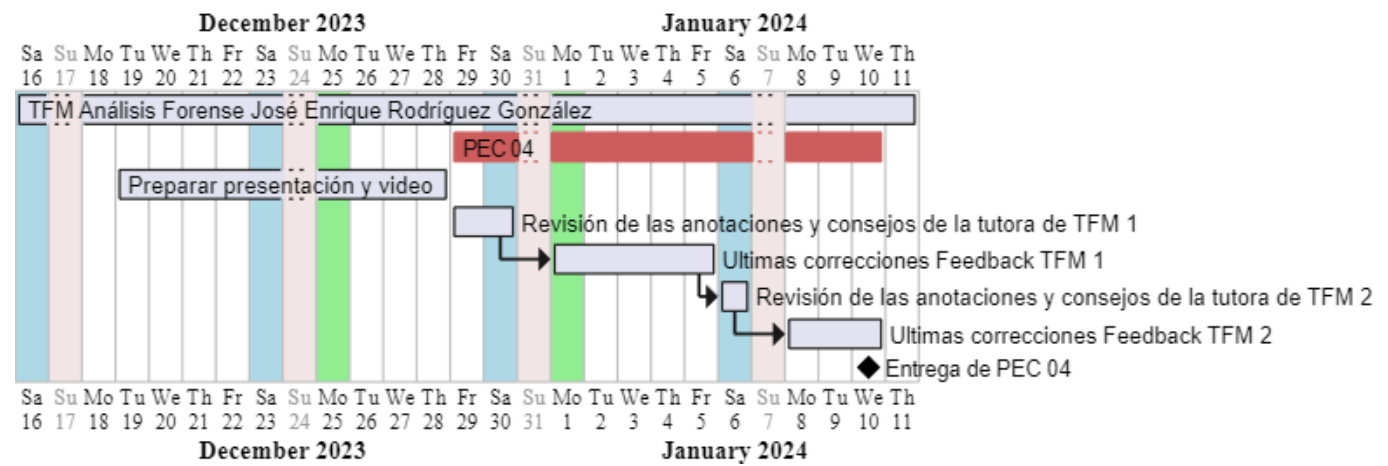 December 2023 January 2024
Sa Su Mo Tu We Th Fr Sa Su Mo Tu We Th Fr Sa Su Mo Tu We Th Fr Sa Su Mo Tu We Th
16 17 18 19 20 21 22 23 24 25 26 27 28 29 30 31 1 2 3 4 5 6 7 8 9 10 11
TFM Análisis Forense José Enrique Rodríguez González
PEC 04
Preparar presentación y video
Revisión de las anotaciones y consejos de la tutora de TFM 1
Ultimas correcciones Feedback TFM 1
Revisión de las anotaciones y consejos de la tutora de TFM 2
Ultimas correcciones Feedback TFM 2
Entrega de PEC 04
Sa Su Mo Tu We Th Fr Sa Su Mo Tu We Th Fr Sa Su Mo Tu We Th Fr Sa Su Mo Tu We Th
16 17 18 19 20 21 22 23 24 25 26 27 28 29 30 31 1 2 3 4 5 6 7 8 9 10 11
December 2023 January 2024